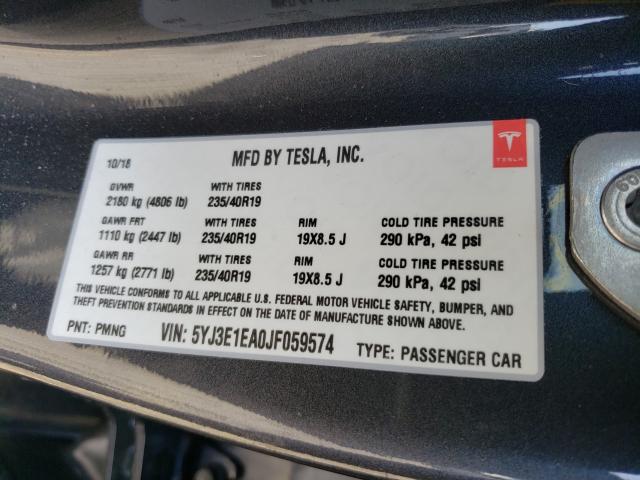 10/18
MFD BY TESLA, INC.
TESLA
GVWR WITH TIRES
2180 kg (4806 lb) 235/40R19
GAWR FRT WITH TIRES RIM COLD TIRE PRESSURE
1110 kg (2447 lb) 235/40R19 19X8.5 J 290 kPa, 42 psi
GAWR RR WITH TIRES RIM COLD TIRE PRESSURE
1257 kg (2771 lb) 235/40R19 19X8.5 J 290 kPa, 42 psi
THIS VEHICLE CONFORMS TO ALL APPLICABLE U.S. FEDERAL MOTOR VEHICLE SAFETY, BUMPER, AND
THEFT PREVENTION STANDARDS IN EFFECT ON THE DATE OF MANUFACTURE SHOWN ABOVE.
PNT: PMNG VIN: 5YJ3E1EA0JF059574 TYPE: PASSENGER CAR